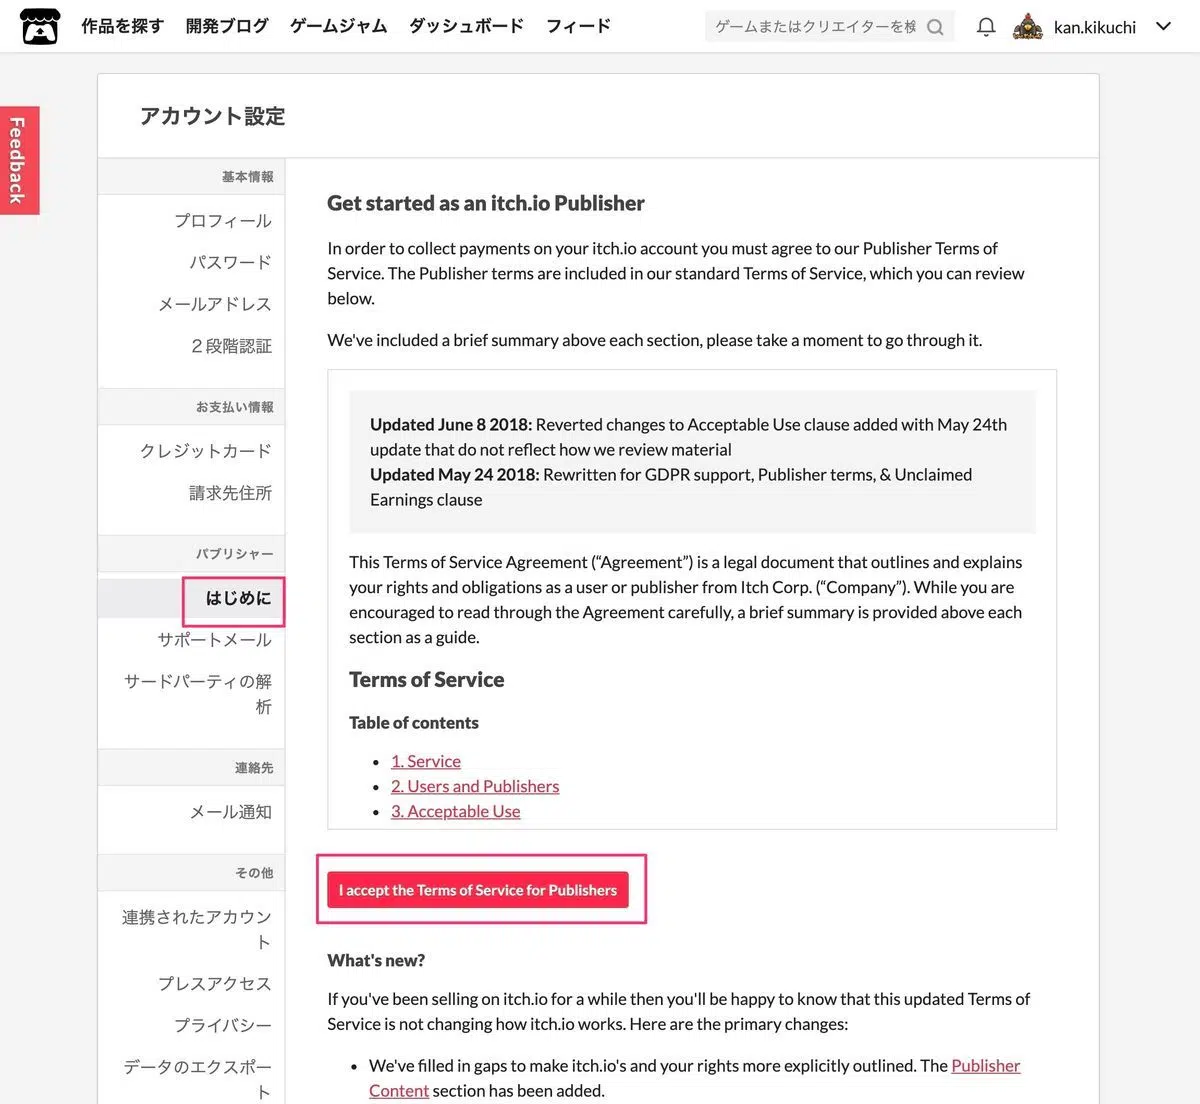 作品を探す 開発ブログ ゲームジャム ダッシュボード フィード ゲームまたはクリエイターを検 kan.kikuchi
Feedback
アカウント設定
基本情報
プロフィール
パスワード
メールアドレス
2段階認証
お支払い情報
クレジットカード
請求先住所
パブリシャー
はじめに
サポートメール
サードパーティの解
析
連絡先
メール通知
その他
連携されたアカウン
ト
プレスアクセス
プライバシー
データのエクスポー
ト
Get started as an itch.io Publisher
In order to collect payments on your itch.io account you must agree to our Publisher Terms of
Service. The Publisher terms are included in our standard Terms of Service, which you can review
below.
We've included a brief summary above each section, please take a moment to go through it.
Updated June 8 2018: Reverted changes to Acceptable Use clause added with May 24th
update that do not reflect how we review material
Updated May 24 2018: Rewritten for GDPR support, Publisher terms, & Unclaimed
Earnings clause
This Terms of Service Agreement (“Agreement”) is a legal document that outlines and explains
your rights and obligations as a user or publisher from Itch Corp. (“Company”). While you are
encouraged to read through the Agreement carefully, a brief summary is provided above each
section as a guide.
Terms of Service
Table of contents
• 1. Service
• 2. Users and Publishers
• 3. Acceptable Use
I accept the Terms of Service for Publishers
What's new?
If you've been selling on itch.io for a while then you'll be happy to know that this updated Terms of
Service is not changing how itch.io works. Here are the primary changes:
• We've filled in gaps to make itch.io's and your rights more explicitly outlined. The Publisher
Content section has been added.